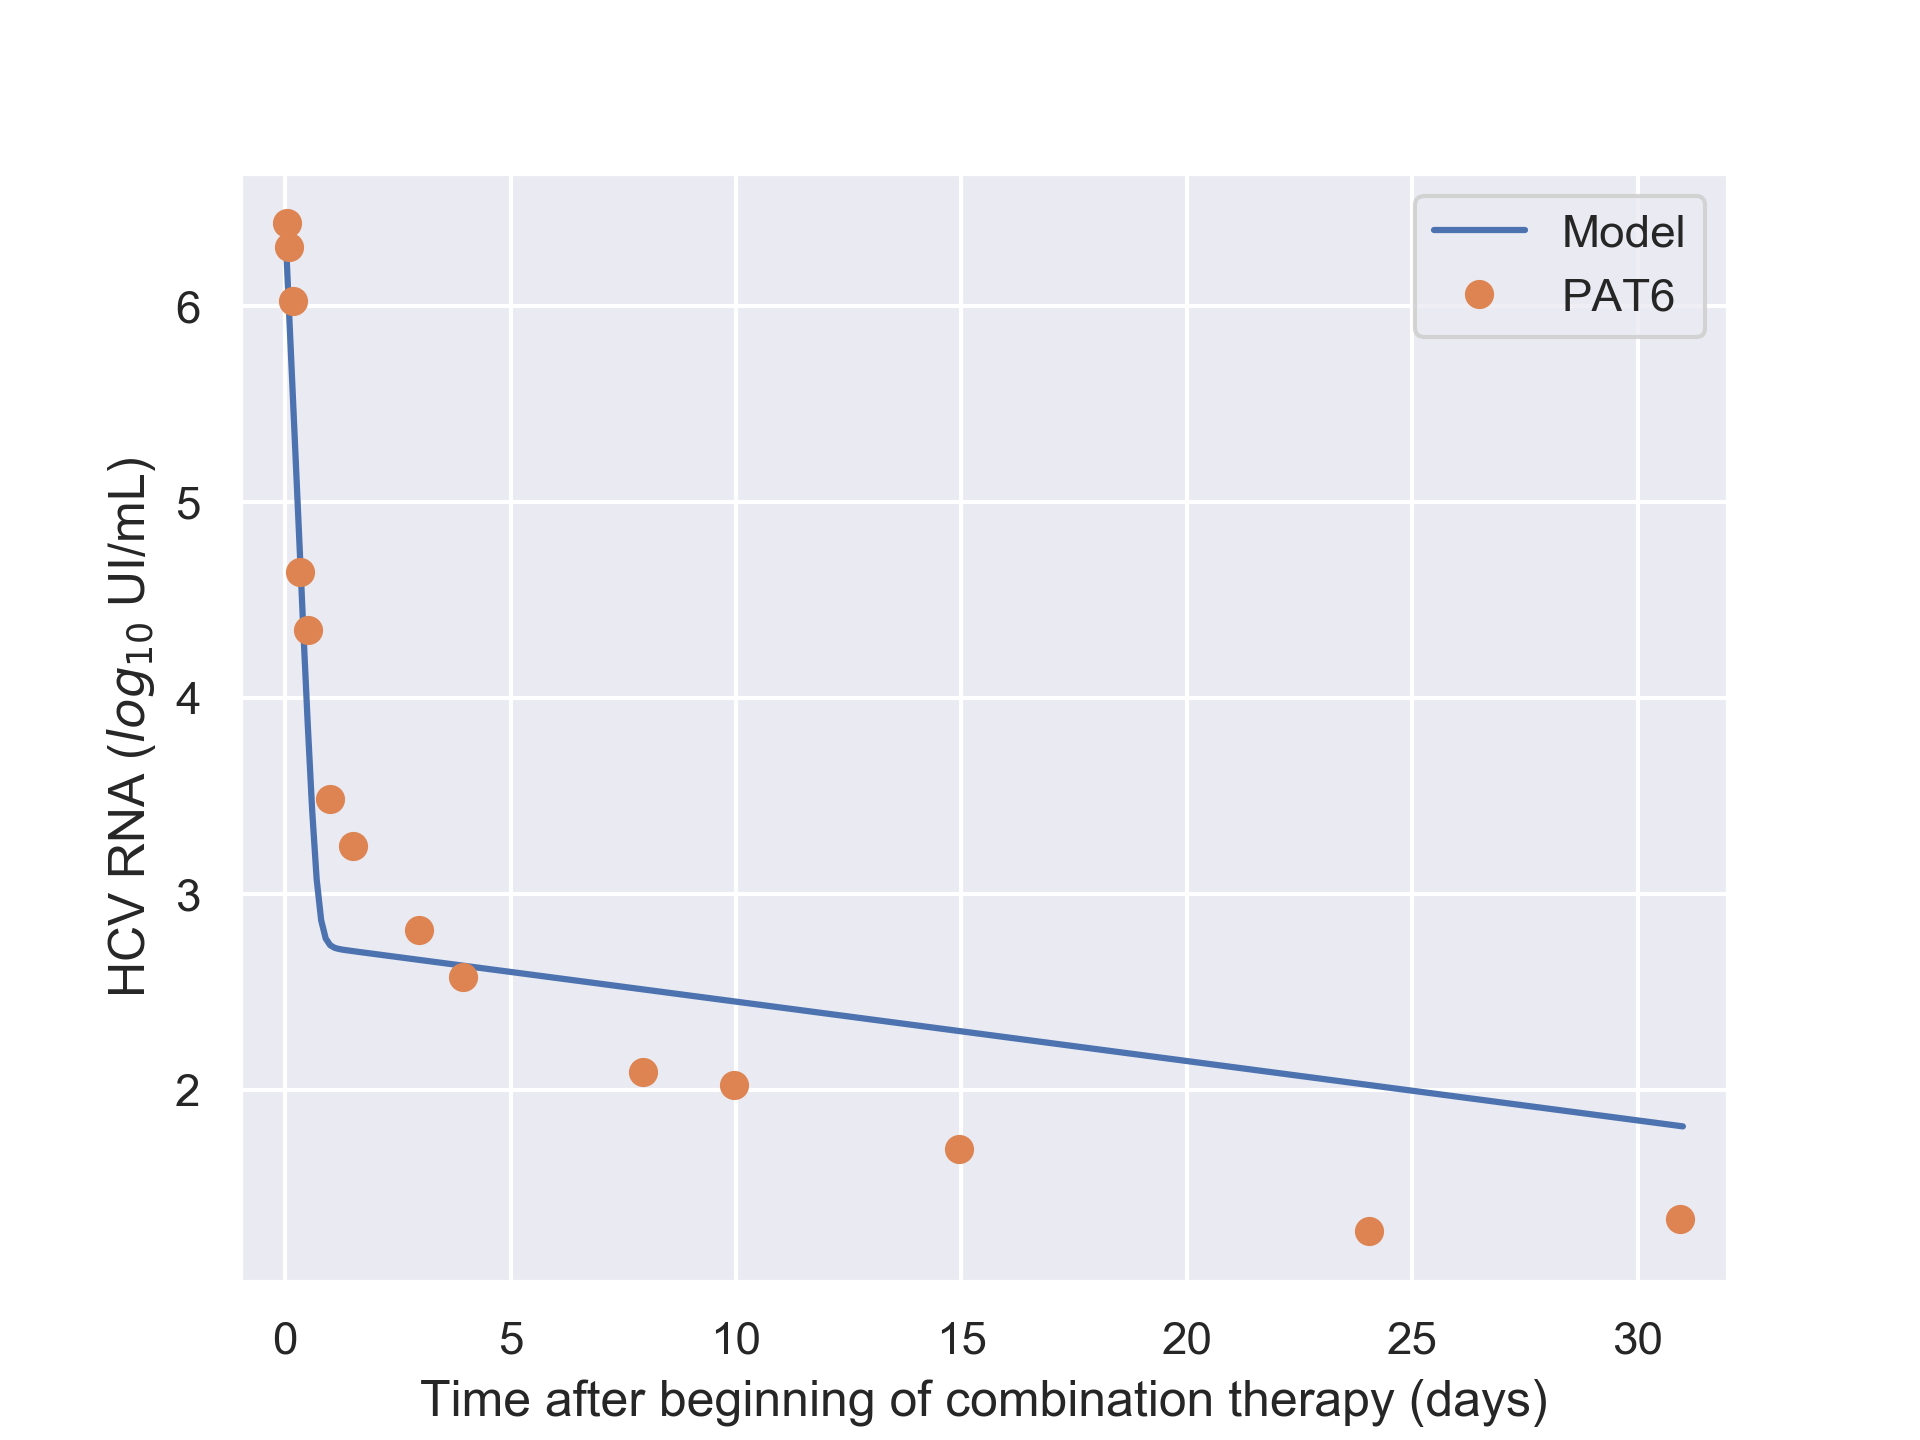 Model
PAT6
6
5
4
3
2
HCV RNA (log₁₀ UI/mL)
0 5 10 15 20 25 30
Time after beginning of combination therapy (days)